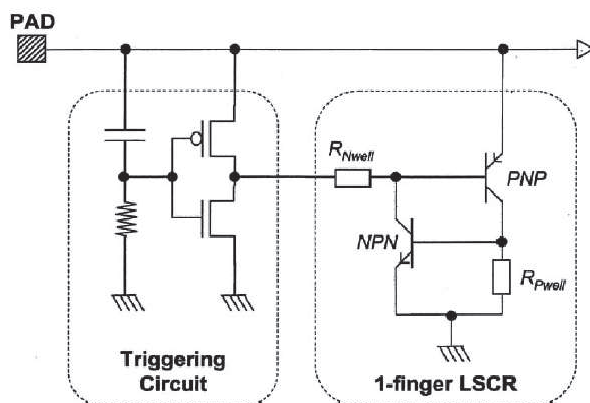 PAD
R_Nwell
PNP
NPN
R_Pwell
Triggering
Circuit
1-finger LSCR